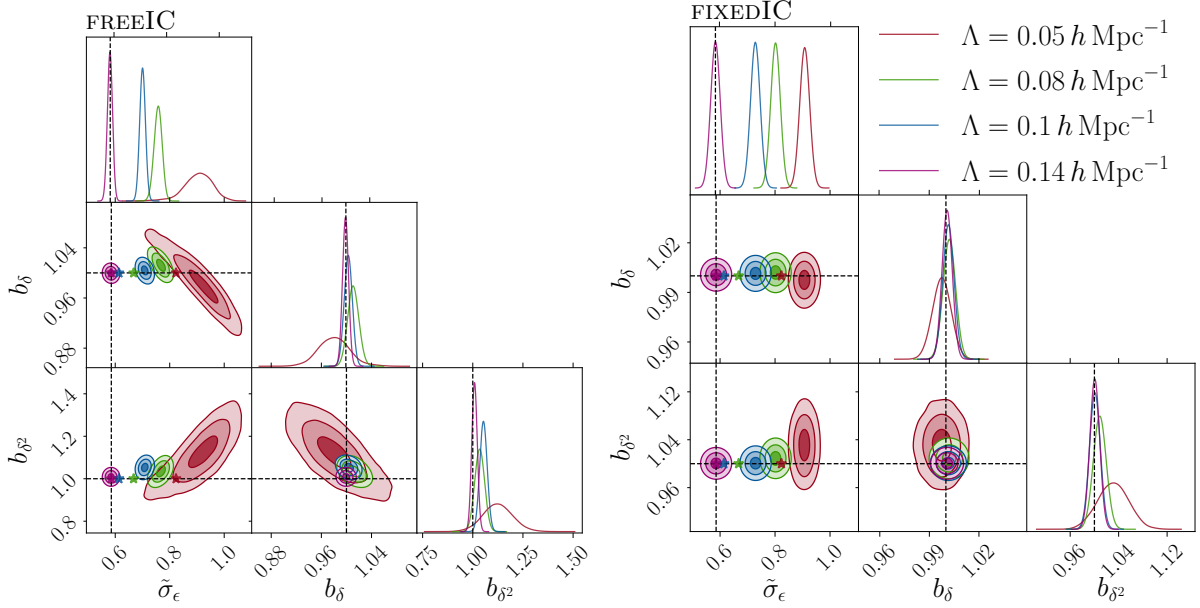 FREEIC
FIXEDIC
Λ = 0.05 h Mpc⁻¹
Λ = 0.08 h Mpc⁻¹
Λ = 0.1 h Mpc⁻¹
Λ = 0.14 h Mpc⁻¹
b_δ
1.04
0.96
0.88
b_δ²
1.4
1.2
1.0
0.8
0.6 0.8 1.0
σ̃_ϵ
0.88 0.96 1.04
b_δ
0.75 1.00 1.25 1.50
b_δ²
b_δ
1.02
0.99
0.96
b_δ²
1.12
1.04
0.96
0.6 0.8 1.0
σ̃_ϵ
0.96 0.99 1.02
b_δ
0.96 1.04 1.12
b_δ²